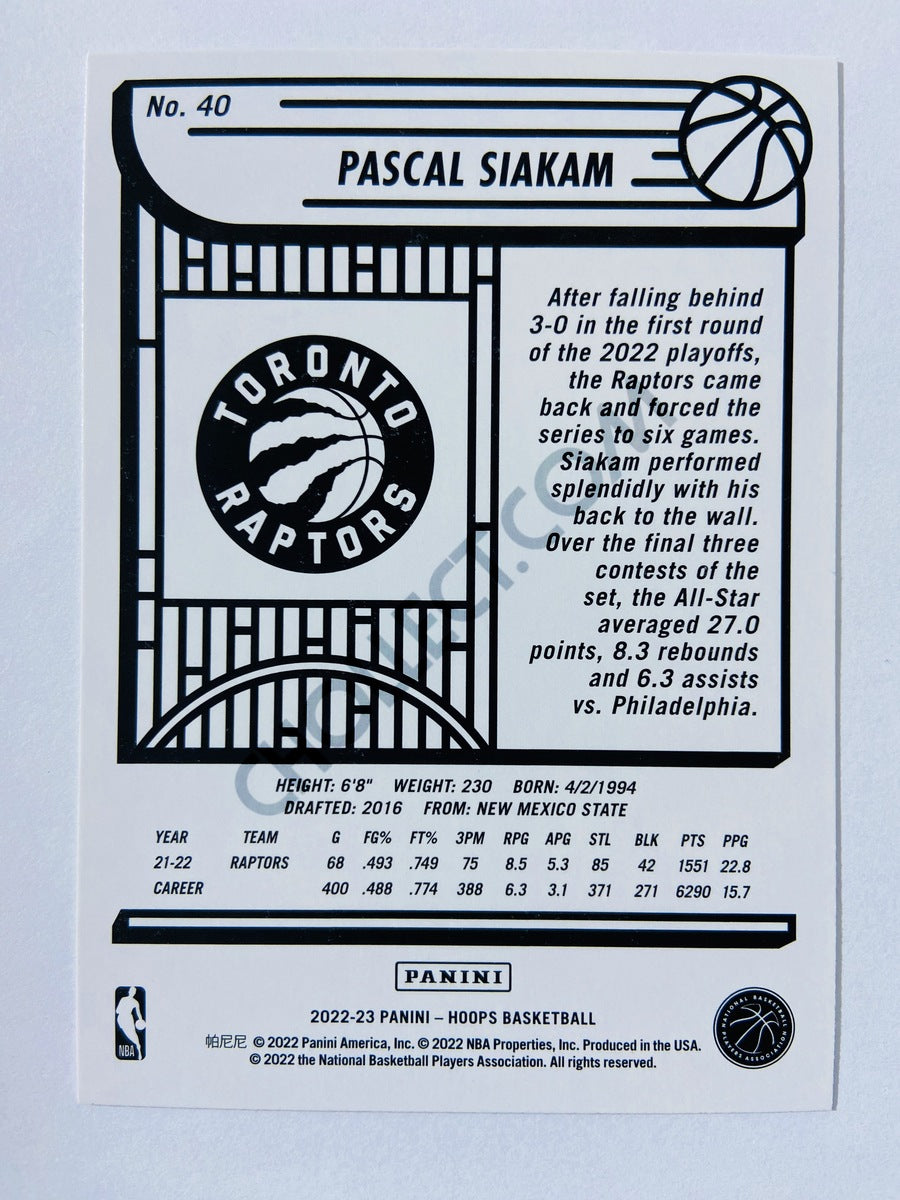 No. 40
PASCAL SIAKAM
TORONTO
RAPTORS
After falling behind
3-0 in the first round
of the 2022 playoffs,
the Raptors came
back and forced the
series to six games.
Siakam performed
splendidly with his
back to the wall.
Over the final three
contests of the
set, the All-Star
averaged 27.0
points, 8.3 rebounds
and 6.3 assists
vs. Philadelphia.
CHOLLECT.COM
HEIGHT: 6'8" WEIGHT: 230 BORN: 4/2/1994
DRAFTED: 2016 FROM: NEW MEXICO STATE
YEAR TEAM G FG% FT% 3PM RPG APG STL BLK PTS PPG
21-22 RAPTORS 68 .493 .749 75 8.5 5.3 85 42 1551 22.8
CAREER 400 .488 .774 388 6.3 3.1 371 271 6290 15.7
PANINI
2022-23 PANINI – HOOPS BASKETBALL
帕尼尼 © 2022 Panini America, Inc. © 2022 NBA Properties, Inc. Produced in the USA.
© 2022 the National Basketball Players Association. All rights reserved.
NBA
NATIONAL BASKETBALL
PLAYERS ASSOCIATION